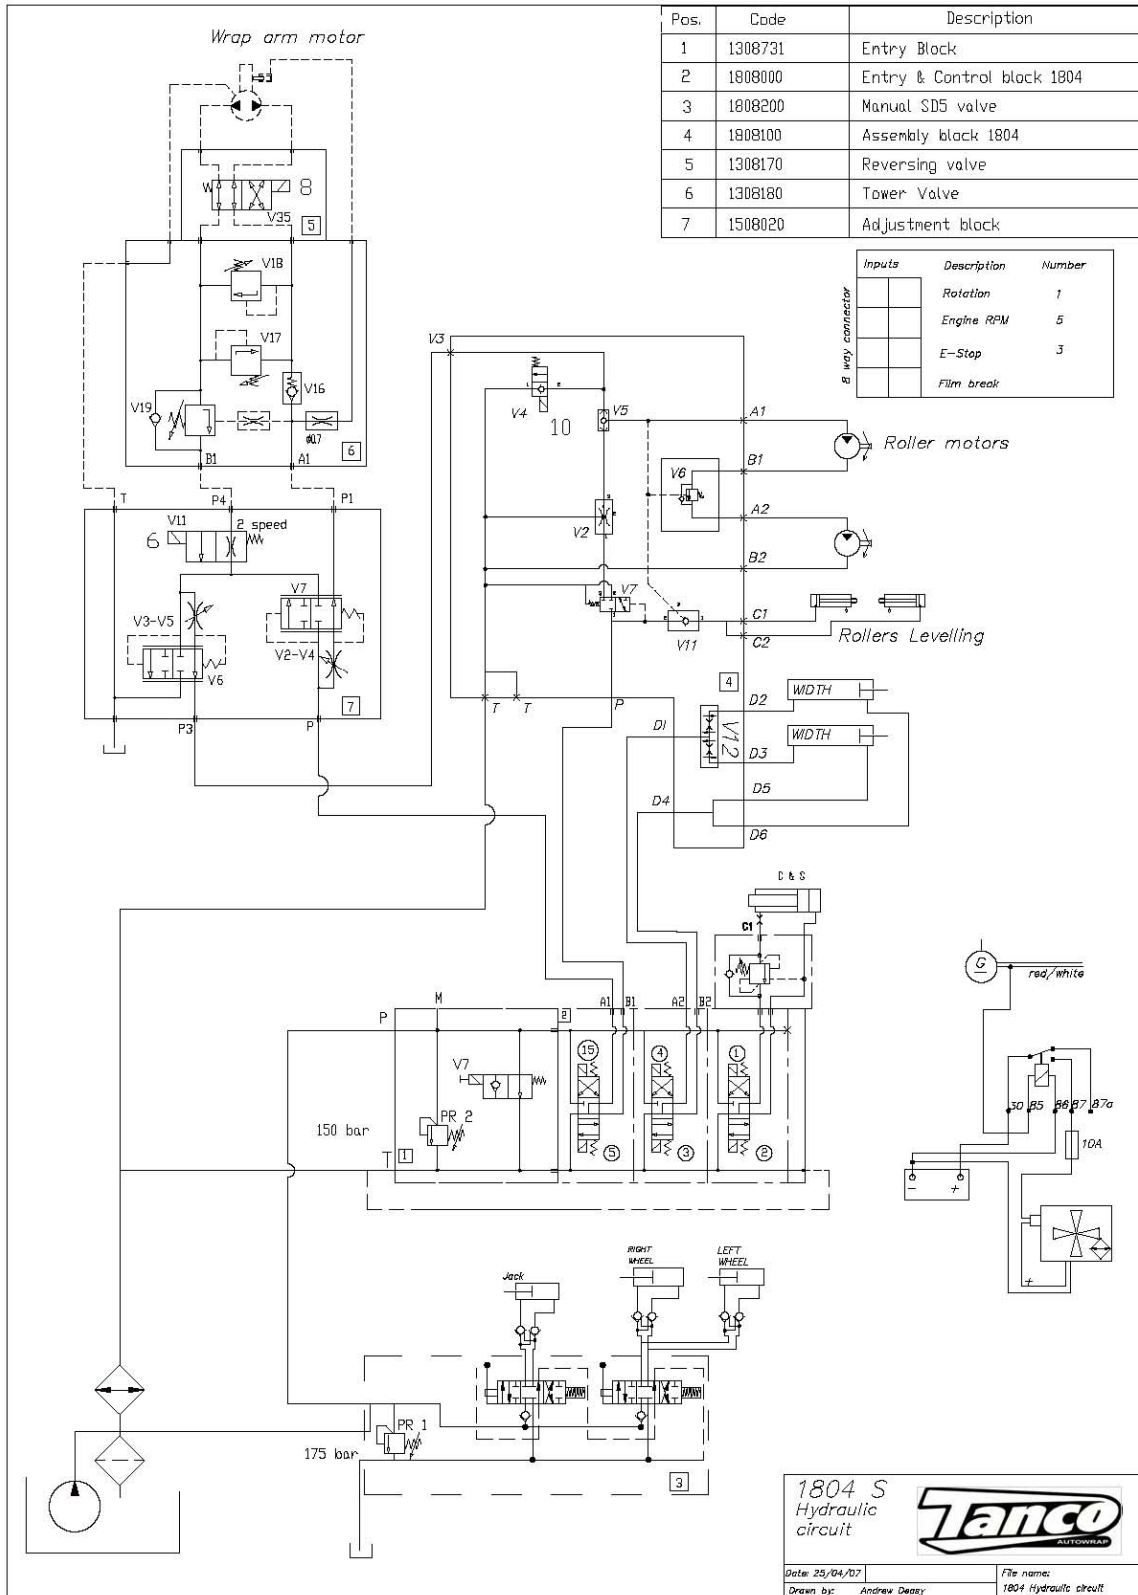 Wrap arm motor
Pos. Code Description
1 1308731 Entry Block
2 1808000 Entry & Control block 1804
3 1808200 Manual SD5 valve
4 1808100 Assembly block 1804
5 1308170 Reversing valve
6 1308180 Tower Valve
7 1508020 Adjustment block
8 way connector
Inputs Description Number
Rotation 1
Engine RPM 5
E-Stop 3
Film break
W 8
V35 5
V18
V17
V16
V19
ø0.7
6
B1 A1
T P4 P1
V11 2 speed
6
V7
V3-V5
V2-V4
V6
7
P3 P
V3
V4 V5 A1
10
Roller motors
B1
V6
A2
V2
B2
V7
C1
V11 C2
Rollers Levelling
4
T T P
D2 WIDTH
D1 V12
D3 WIDTH
D5
D4
D6
C & S
C1
G
red/white
M
P 2 A1 B1 A2 B2
15 4 1
V7
PR 2
150 bar
T 1
5 3 2
30 85 86 87 87a
10A
- +
+
Jack
RIGHT WHEEL
LEFT WHEEL
PR 1
175 bar
3
1804 S
Hydraulic
circuit
Tanco
AUTOWRAP
Date: 25/04/07 File name:
Drawn by: Andrew Deasy 1804 Hydraulic circuit